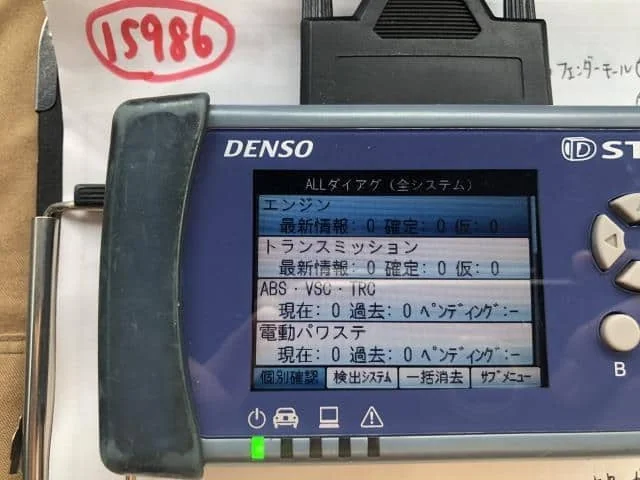 15986
フェンダーモール(
DENSO
DST
ALLダイアグ(全システム)
エンジン
最新情報: 0 確定: 0 仮: 0
トランスミッション
最新情報: 0 確定: 0 仮: 0
ABS・VSC・TRC
現在: 0 過去: 0 ペンディング:-
電動パワステ
現在: 0 過去: 0 ペンディング:-
個別確認 検出システム 一括消去 サブメニュー
B